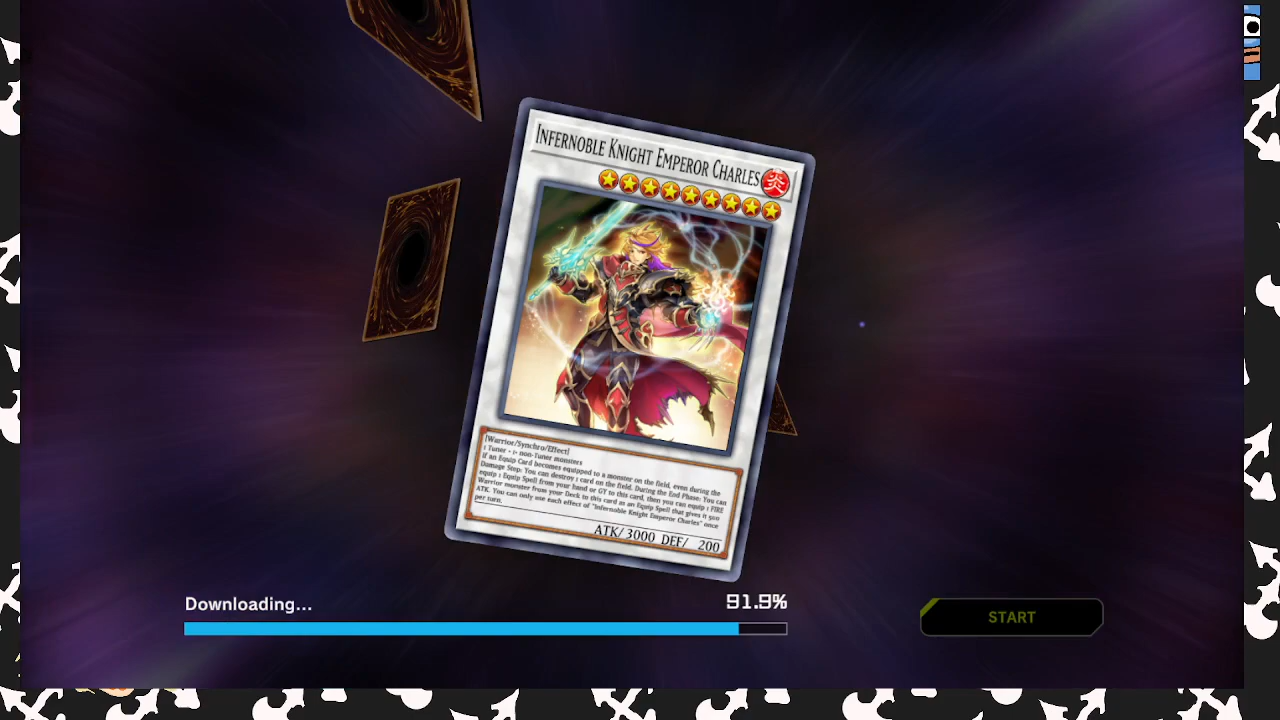 INFERNOBLE KNIGHT EMPEROR CHARLES
炎
[Warrior/Synchro/Effect]
1 Tuner + 1+ non-Tuner monsters
If an Equip Card becomes equipped to a monster on the field, even during the
Damage Step: You can destroy 1 card on the field. During the End Phase: You can
equip 1 Equip Spell from your hand or GY to this card, then you can equip 1 FIRE
Warrior monster from your Deck to this card as an Equip Spell that gives it 500
ATK. You can only use each effect of "Infernoble Knight Emperor Charles" once
per turn.
ATK/ 3000 DEF/ 200
Downloading...
91.9%
START